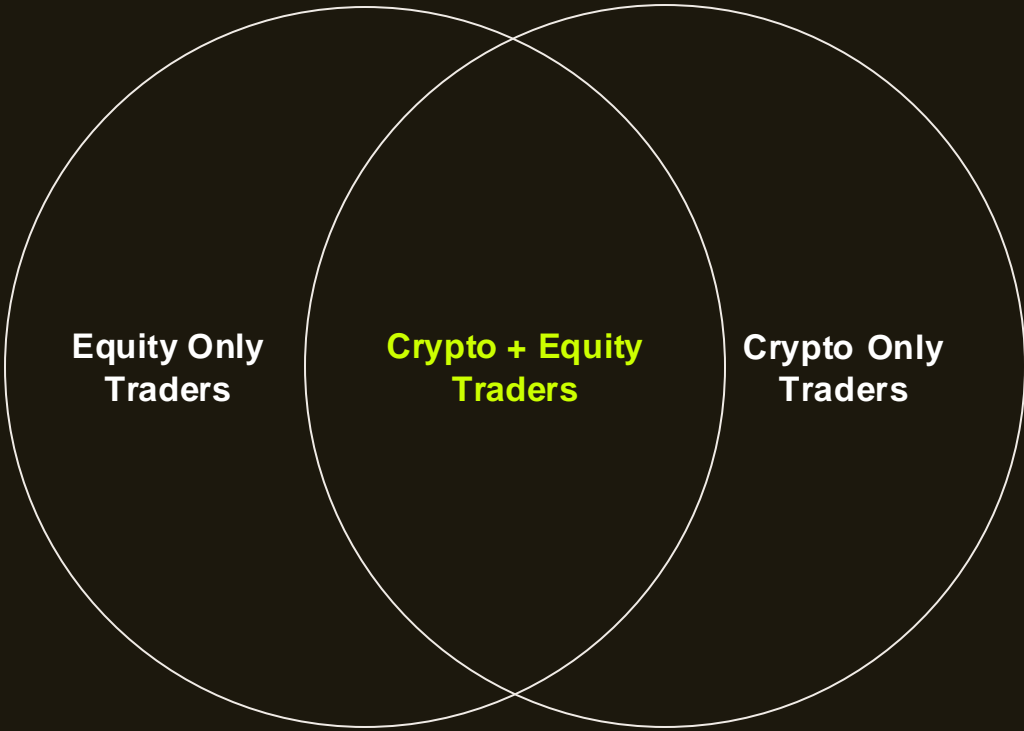 Equity Only
Traders
Crypto + Equity
Traders
Crypto Only
Traders